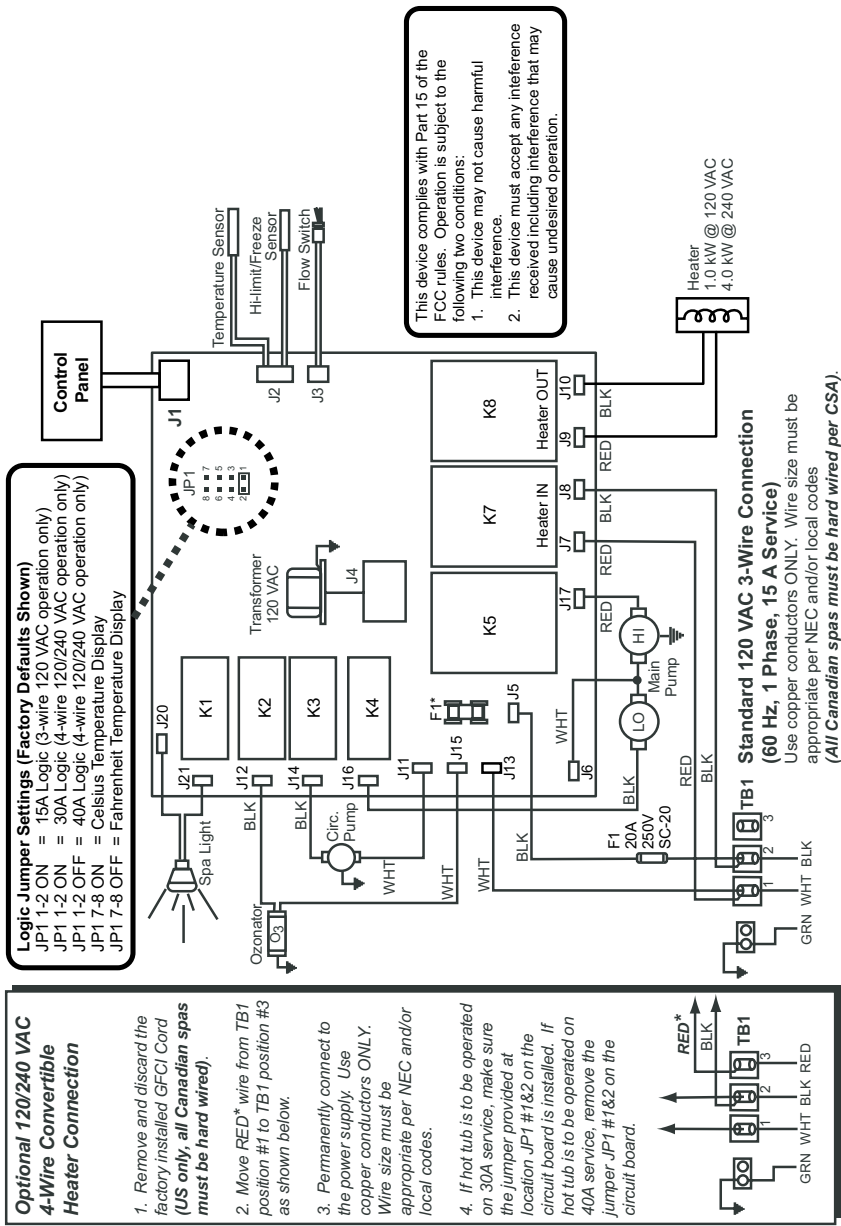 Optional 120/240 VAC
4-Wire Convertible
Heater Connection
1. Remove and discard the
factory installed GFCI Cord
(US only, all Canadian spas
must be hard wired).
2. Move RED* wire from TB1
position #1 to TB1 position #3
as shown below.
3. Permanently connect to
the power supply. Use
copper conductors ONLY.
Wire size must be
appropriate per NEC and/or
local codes.
4. If hot tub is to be operated
on 30A service, make sure
the jumper provided at
location JP1 #1&2 on the
circuit board is installed. If
hot tub is to be operated on
40A service, remove the
jumper JP1 #1&2 on the
circuit board.
RED*
BLK
TB1
1
2
3
GRN WHT BLK RED
Logic Jumper Settings (Factory Defaults Shown)
JP1 1-2 ON = 15A Logic (3-wire 120 VAC operation only)
JP1 1-2 ON = 30A Logic (4-wire 120/240 VAC operation only)
JP1 1-2 OFF = 40A Logic (4-wire 120/240 VAC operation only)
JP1 7-8 ON = Celsius Temperature Display
JP1 7-8 OFF = Fahrenheit Temperature Display
Control
Panel
J1
JP1
8 7
6 5
4 3
2 1
Temperature Sensor
Hi-limit/Freeze
Sensor
Flow Switch
J2
J3
Transformer
120 VAC
J4
Spa Light
J20
J21
K1
Ozonator
O3
BLK
J12
K2
Circ.
Pump
BLK
J14
K3
J16
K4
WHT
J11
WHT
J15
F1*
WHT
J13
BLK
J5
WHT
J6
BLK
LO
HI
Main
Pump
K5
J17
RED
K7
Heater IN
J7
J8
RED
BLK
K8
Heater OUT
J9
J10
RED
BLK
Heater
1.0 kW @ 120 VAC
4.0 kW @ 240 VAC
This device complies with Part 15 of the
FCC rules. Operation is subject to the
following two conditions:
1. This device may not cause harmful
interference.
2. This device must accept any inteference
received including interference that may
cause undesired operation.
F1
20A
250V
SC-20
RED
BLK
TB1
1
2
3
GRN WHT BLK
Standard 120 VAC 3-Wire Connection
(60 Hz, 1 Phase, 15 A Service)
Use copper conductors ONLY. Wire size must be
appropriate per NEC and/or local codes
(All Canadian spas must be hard wired per CSA).